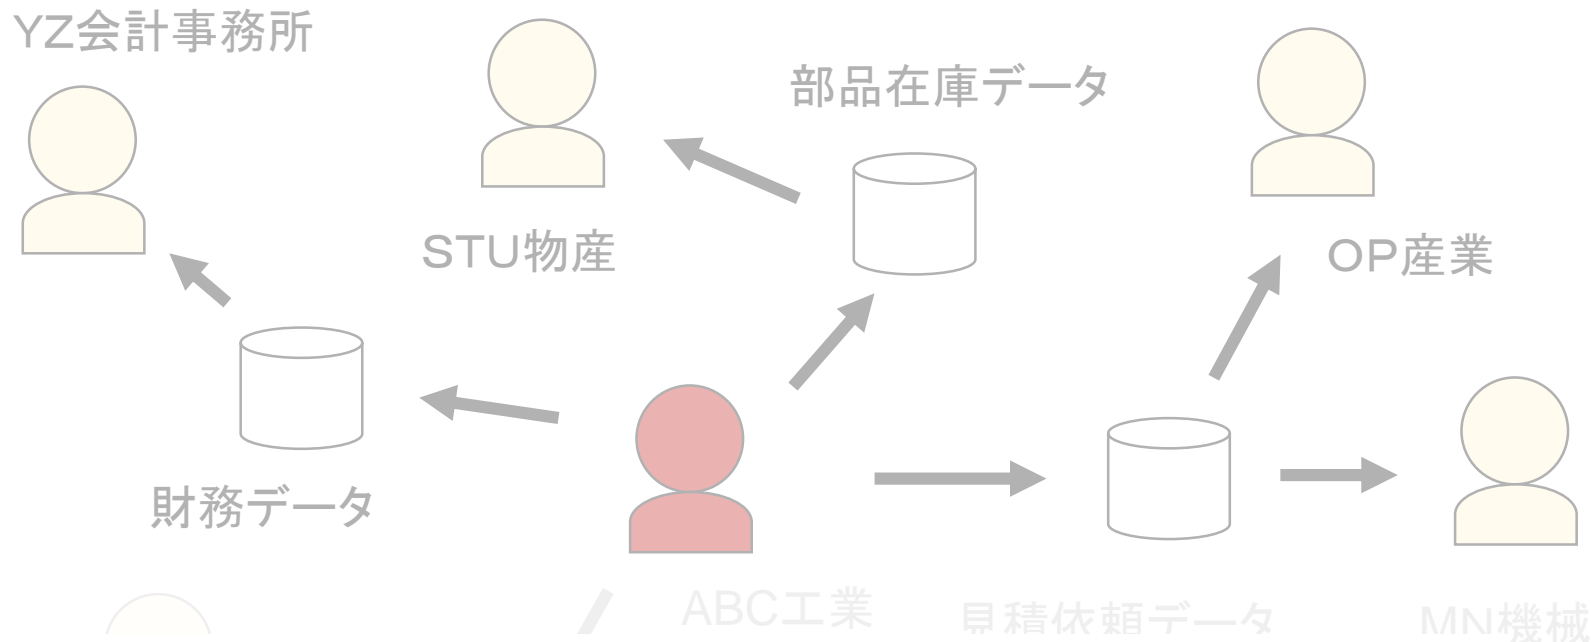 YZ会計事務所
部品在庫データ
STU物産
OP産業
財務データ
ABC工業
見積依頼データ
MN機械